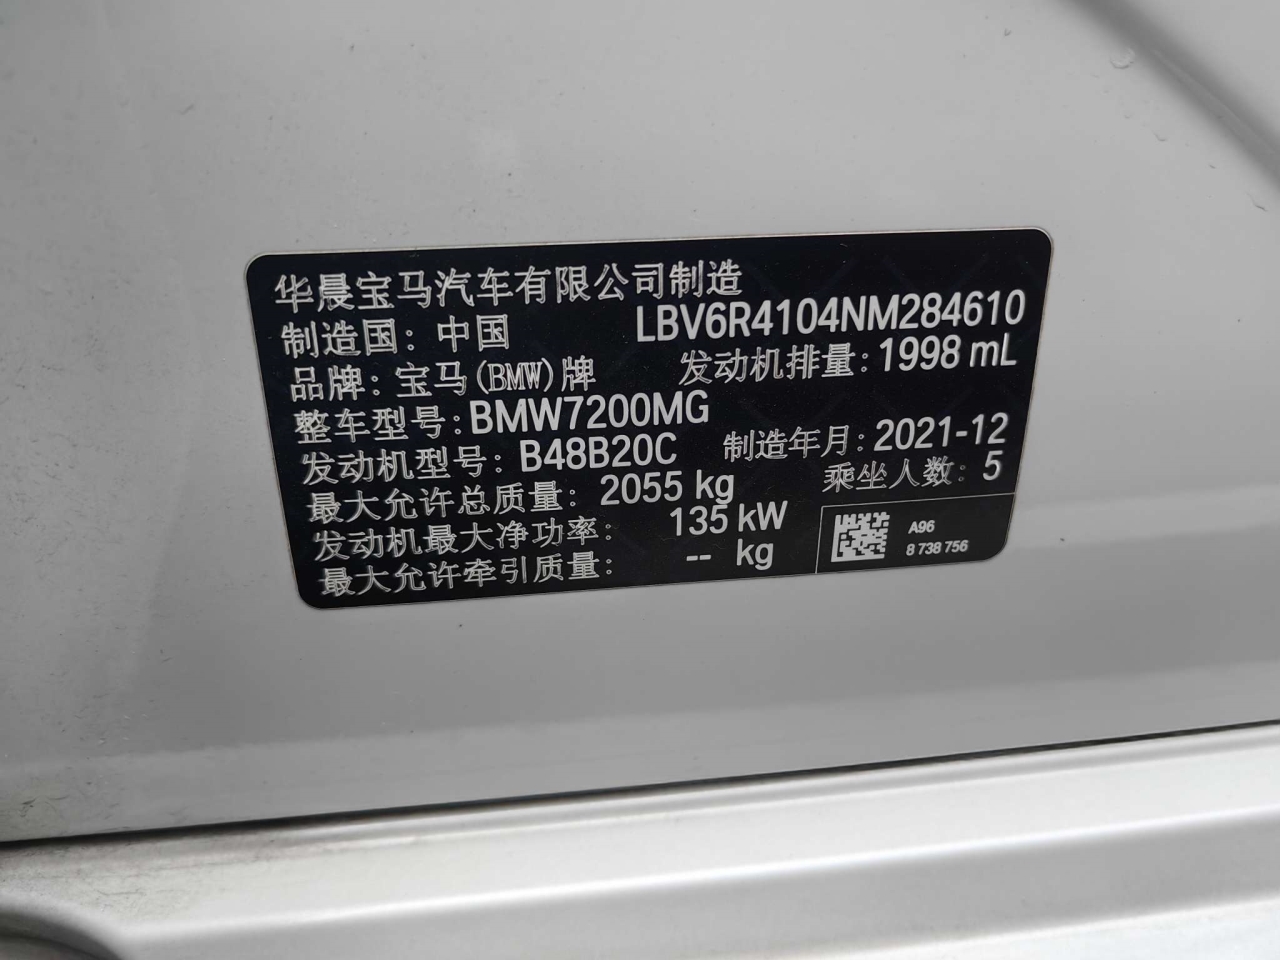 华晨宝马汽车有限公司制造
制造国：中国 LBV6R4104NM284610
品牌：宝马(BMW)牌 发动机排量：1998 mL
整车型号：BMW7200MG
发动机型号：B48B20C 制造年月：2021-12
最大允许总质量：2055 kg 乘坐人数：5
发动机最大净功率：135 kW
最大允许牵引质量：-- kg
A96
8 738 756